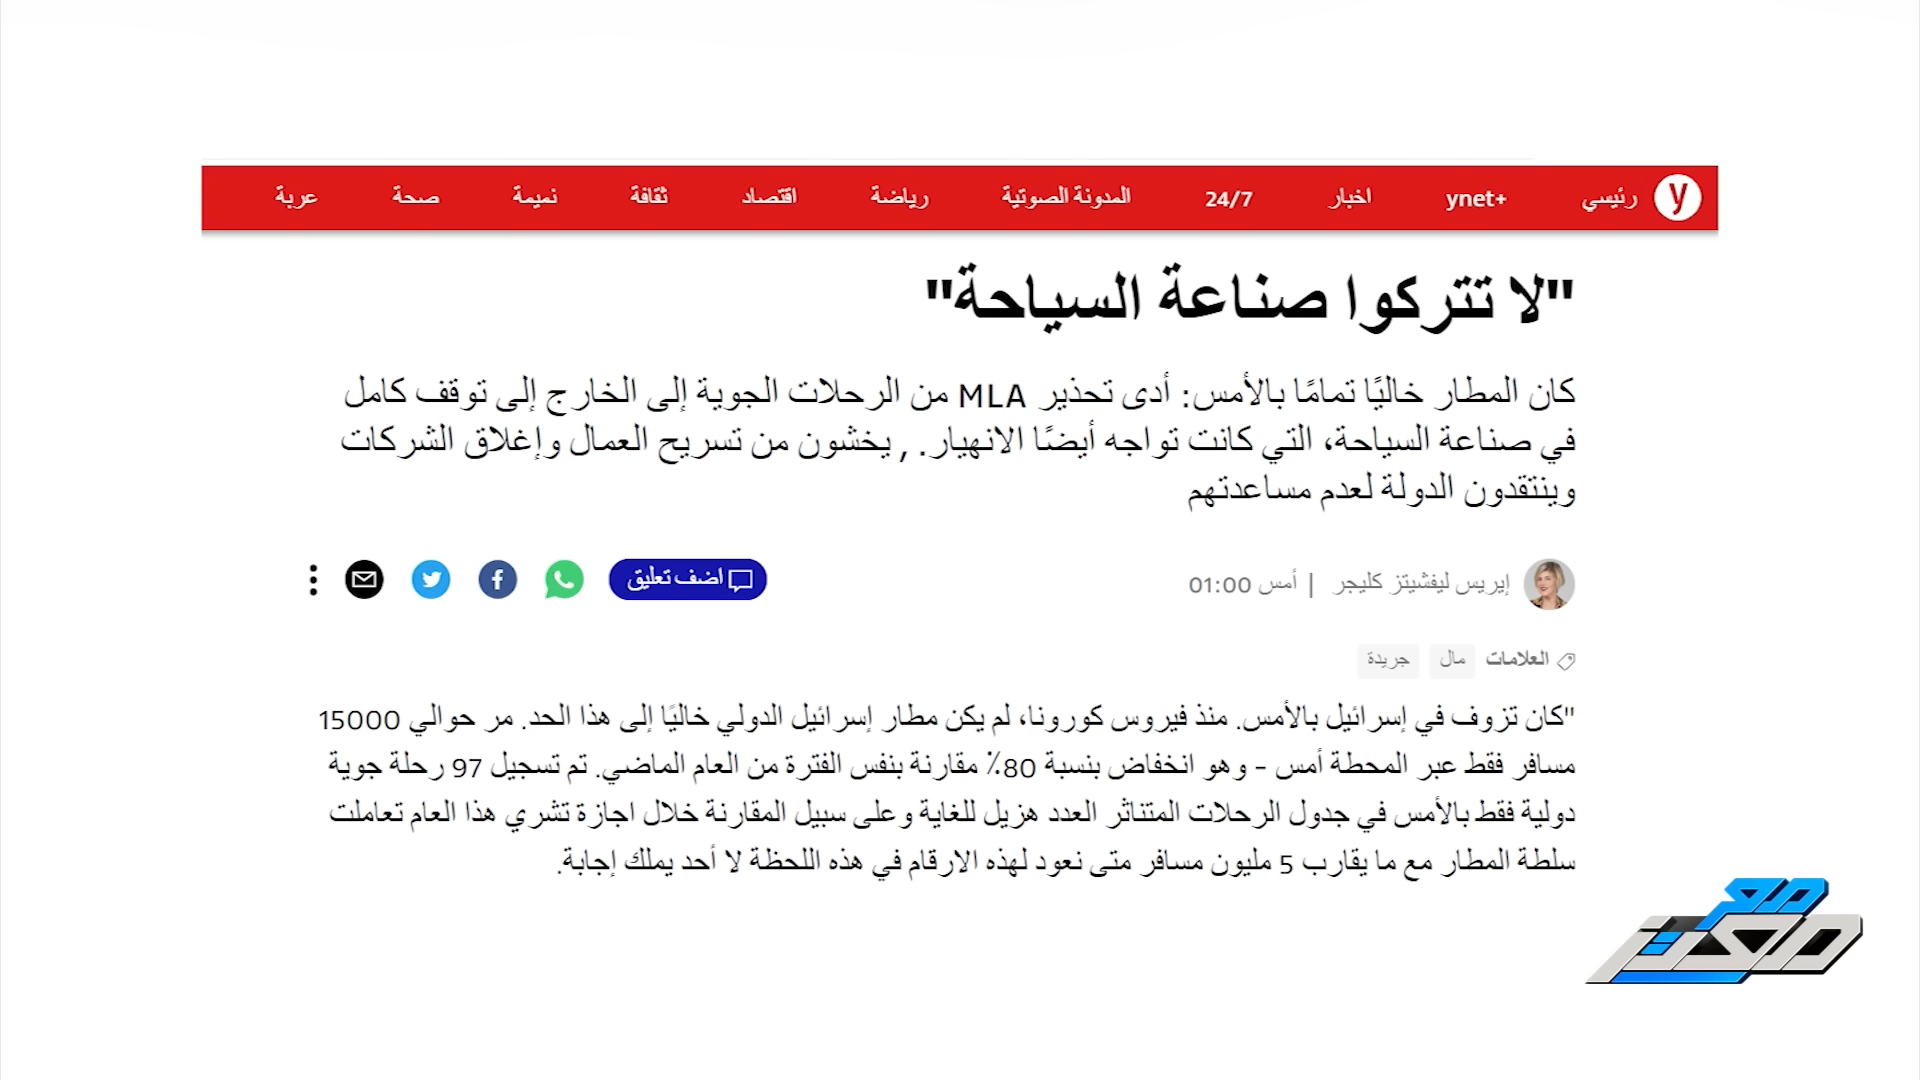 رئيسي ynet+ اخبار 24/7 المدونة الصوتية رياضة اقتصاد ثقافة نميمة صحة عربة
"لا تتركوا صناعة السياحة"
كان المطار خاليًا تمامًا بالأمس: أدى تحذير MLA من الرحلات الجوية إلى الخارج إلى توقف كامل
في صناعة السياحة، التي كانت تواجه أيضًا الانهيار. , يخشون من تسريح العمال وإغلاق الشركات
وينتقدون الدولة لعدم مساعدتهم
إيريس ليفشيتز كليجر | أمس 01:00
اضف تعليق
العلامات مال جريدة
"كان تزوف في إسرائيل بالأمس. منذ فيروس كورونا، لم يكن مطار إسرائيل الدولي خاليًا إلى هذا الحد. مر حوالي 15000
مسافر فقط عبر المحطة أمس - وهو انخفاض بنسبة 80٪ مقارنة بنفس الفترة من العام الماضي. تم تسجيل 97 رحلة جوية
دولية فقط بالأمس في جدول الرحلات المتناثر العدد هزيل للغاية وعلى سبيل المقارنة خلال اجازة تشري هذا العام تعاملت
سلطة المطار مع ما يقارب 5 مليون مسافر متى نعود لهذه الارقام في هذه اللحظة لا أحد يملك إجابة.
مع
مكان